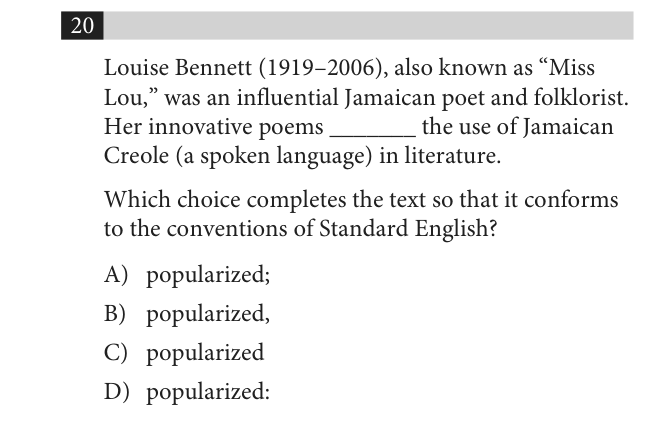 20
Louise Bennett (1919–2006), also known as “Miss
Lou,” was an influential Jamaican poet and folklorist.
Her innovative poems _______ the use of Jamaican
Creole (a spoken language) in literature.
Which choice completes the text so that it conforms
to the conventions of Standard English?
A) popularized;
B) popularized,
C) popularized
D) popularized: